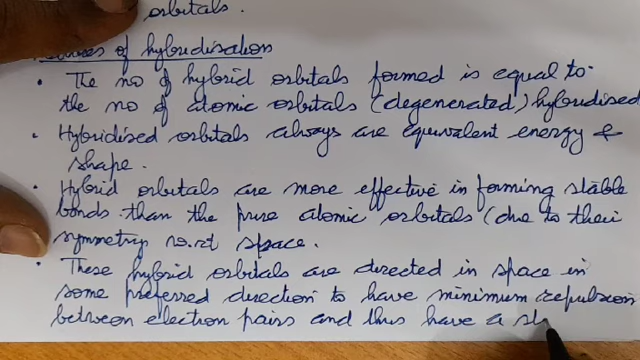 orbitals.
of hybridisation
• The no of hybrid orbitals formed is equal to
the no of atomic orbitals (degenerated) hybridised
• Hybridised orbitals always are equivalent energy &
shape.
• Hybrid orbitals are more effective in forming stable
bonds than the pure atomic orbitals (due to their
symmetry w.r.t space.
• These hybrid orbitals are directed in space in
some preferred direction to have minimum repulsion
between electron pairs and thus have a st